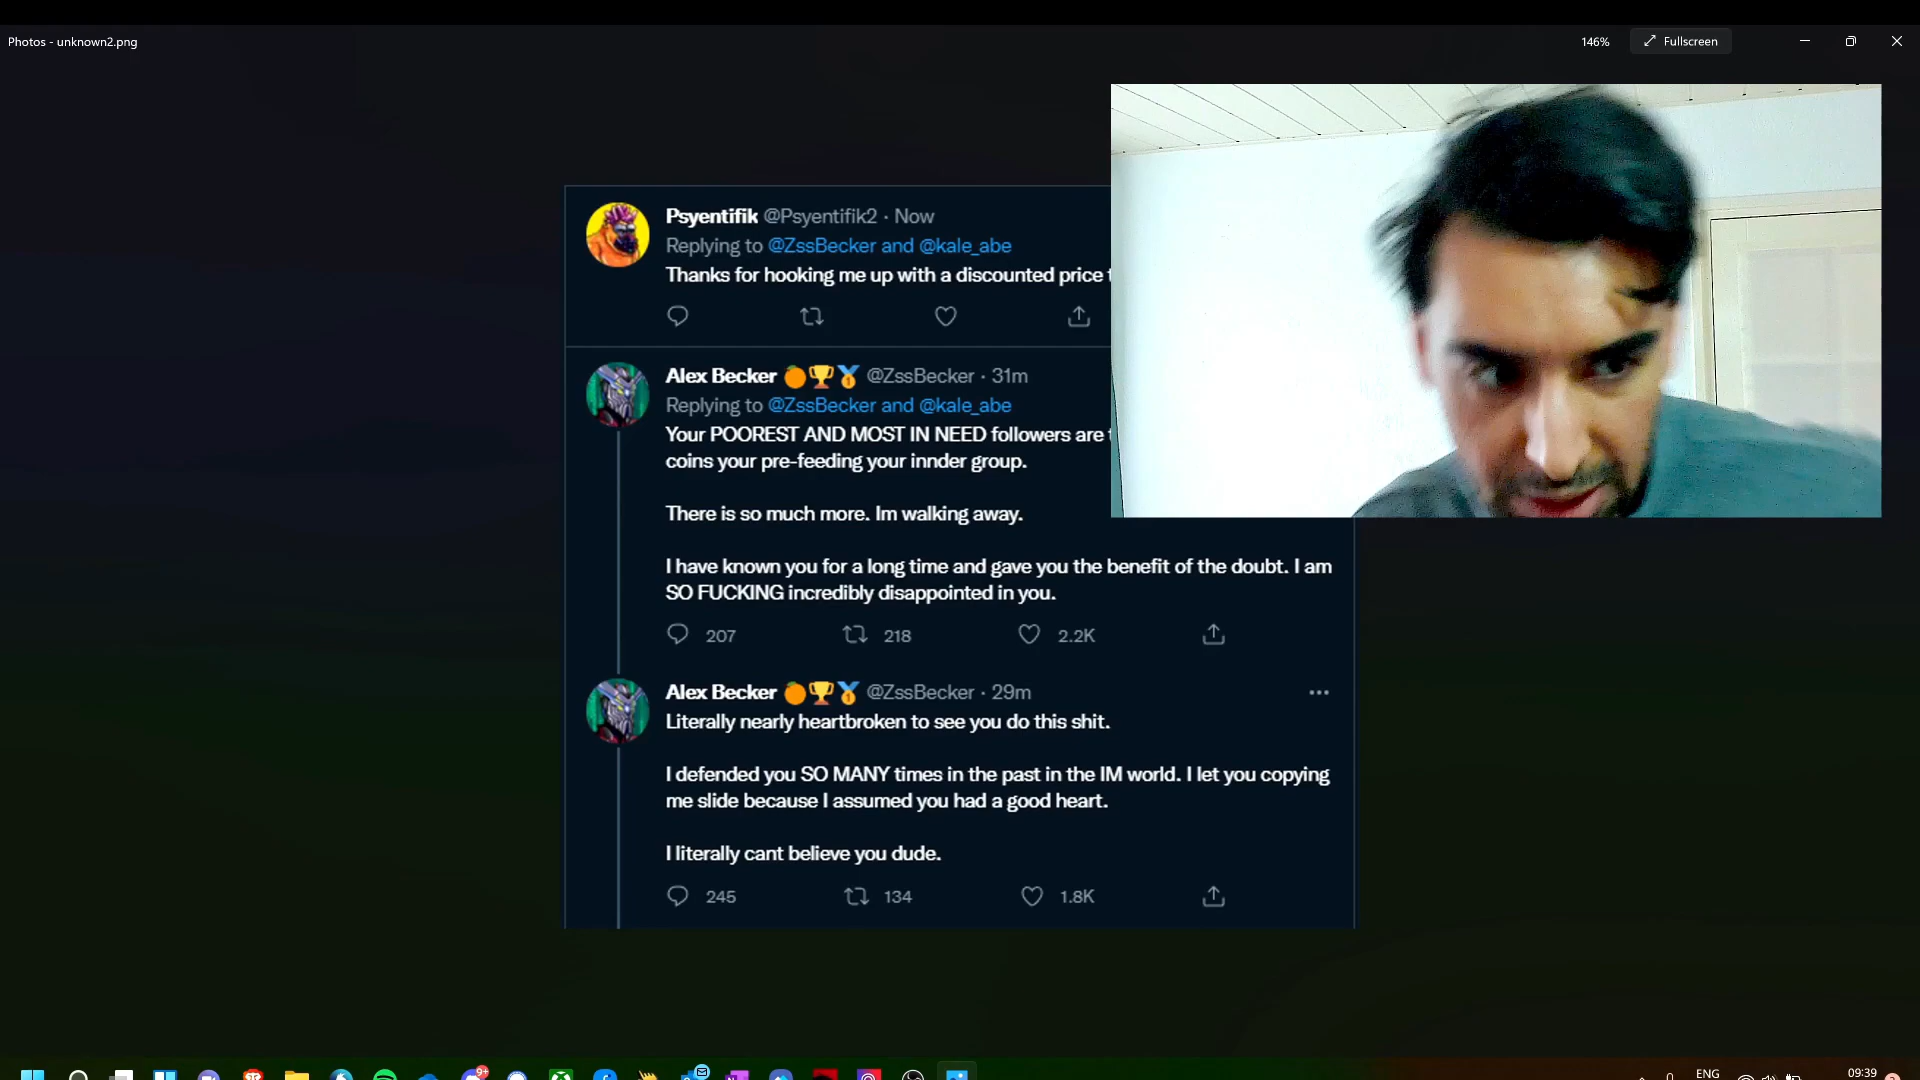 Photos - unknown2.png
146%
Fullscreen
Psyentifik @Psyentifik2 · Now
Replying to @ZssBecker and @kale_abe
Thanks for hooking me up with a discounted price
Alex Becker 🍊🏆🥇 @ZssBecker · 31m
Replying to @ZssBecker and @kale_abe
Your POOREST AND MOST IN NEED followers are
coins your pre-feeding your innder group.
There is so much more. Im walking away.
I have known you for a long time and gave you the benefit of the doubt. I am
SO FUCKING incredibly disappointed in you.
207 218 2.2K
Alex Becker 🍊🏆🥇 @ZssBecker · 29m
Literally nearly heartbroken to see you do this shit.
I defended you SO MANY times in the past in the IM world. I let you copying
me slide because I assumed you had a good heart.
I literally cant believe you dude.
245 134 1.8K
9+
ENG
09:39